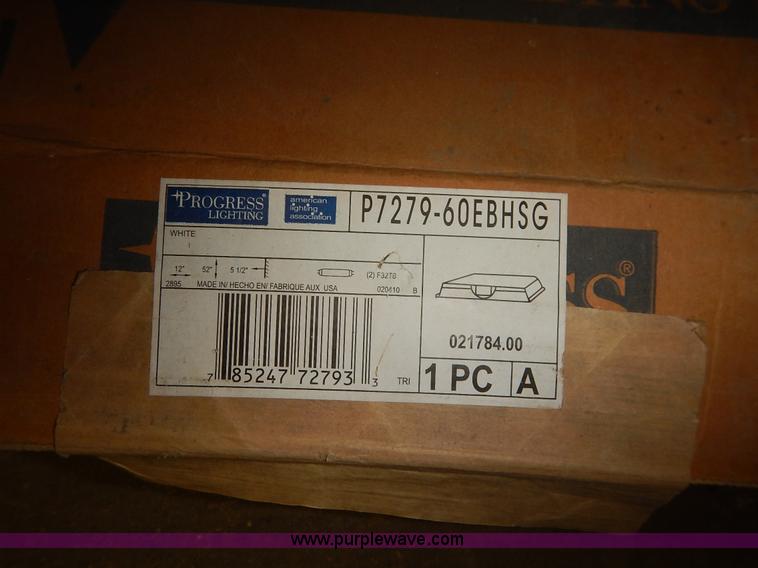 PROGRESS®
LIGHTING
american
lighting
association
P7279-60EBHSG
WHITE
12" 52" 5 1/2" (2) F32T8
2895 MADE IN/ HECHO EN/ FABRIQUE AUX USA 020410 B
7 85247 72793 3 TRI
021784.00
1 PC A
®
www.purplewave.com